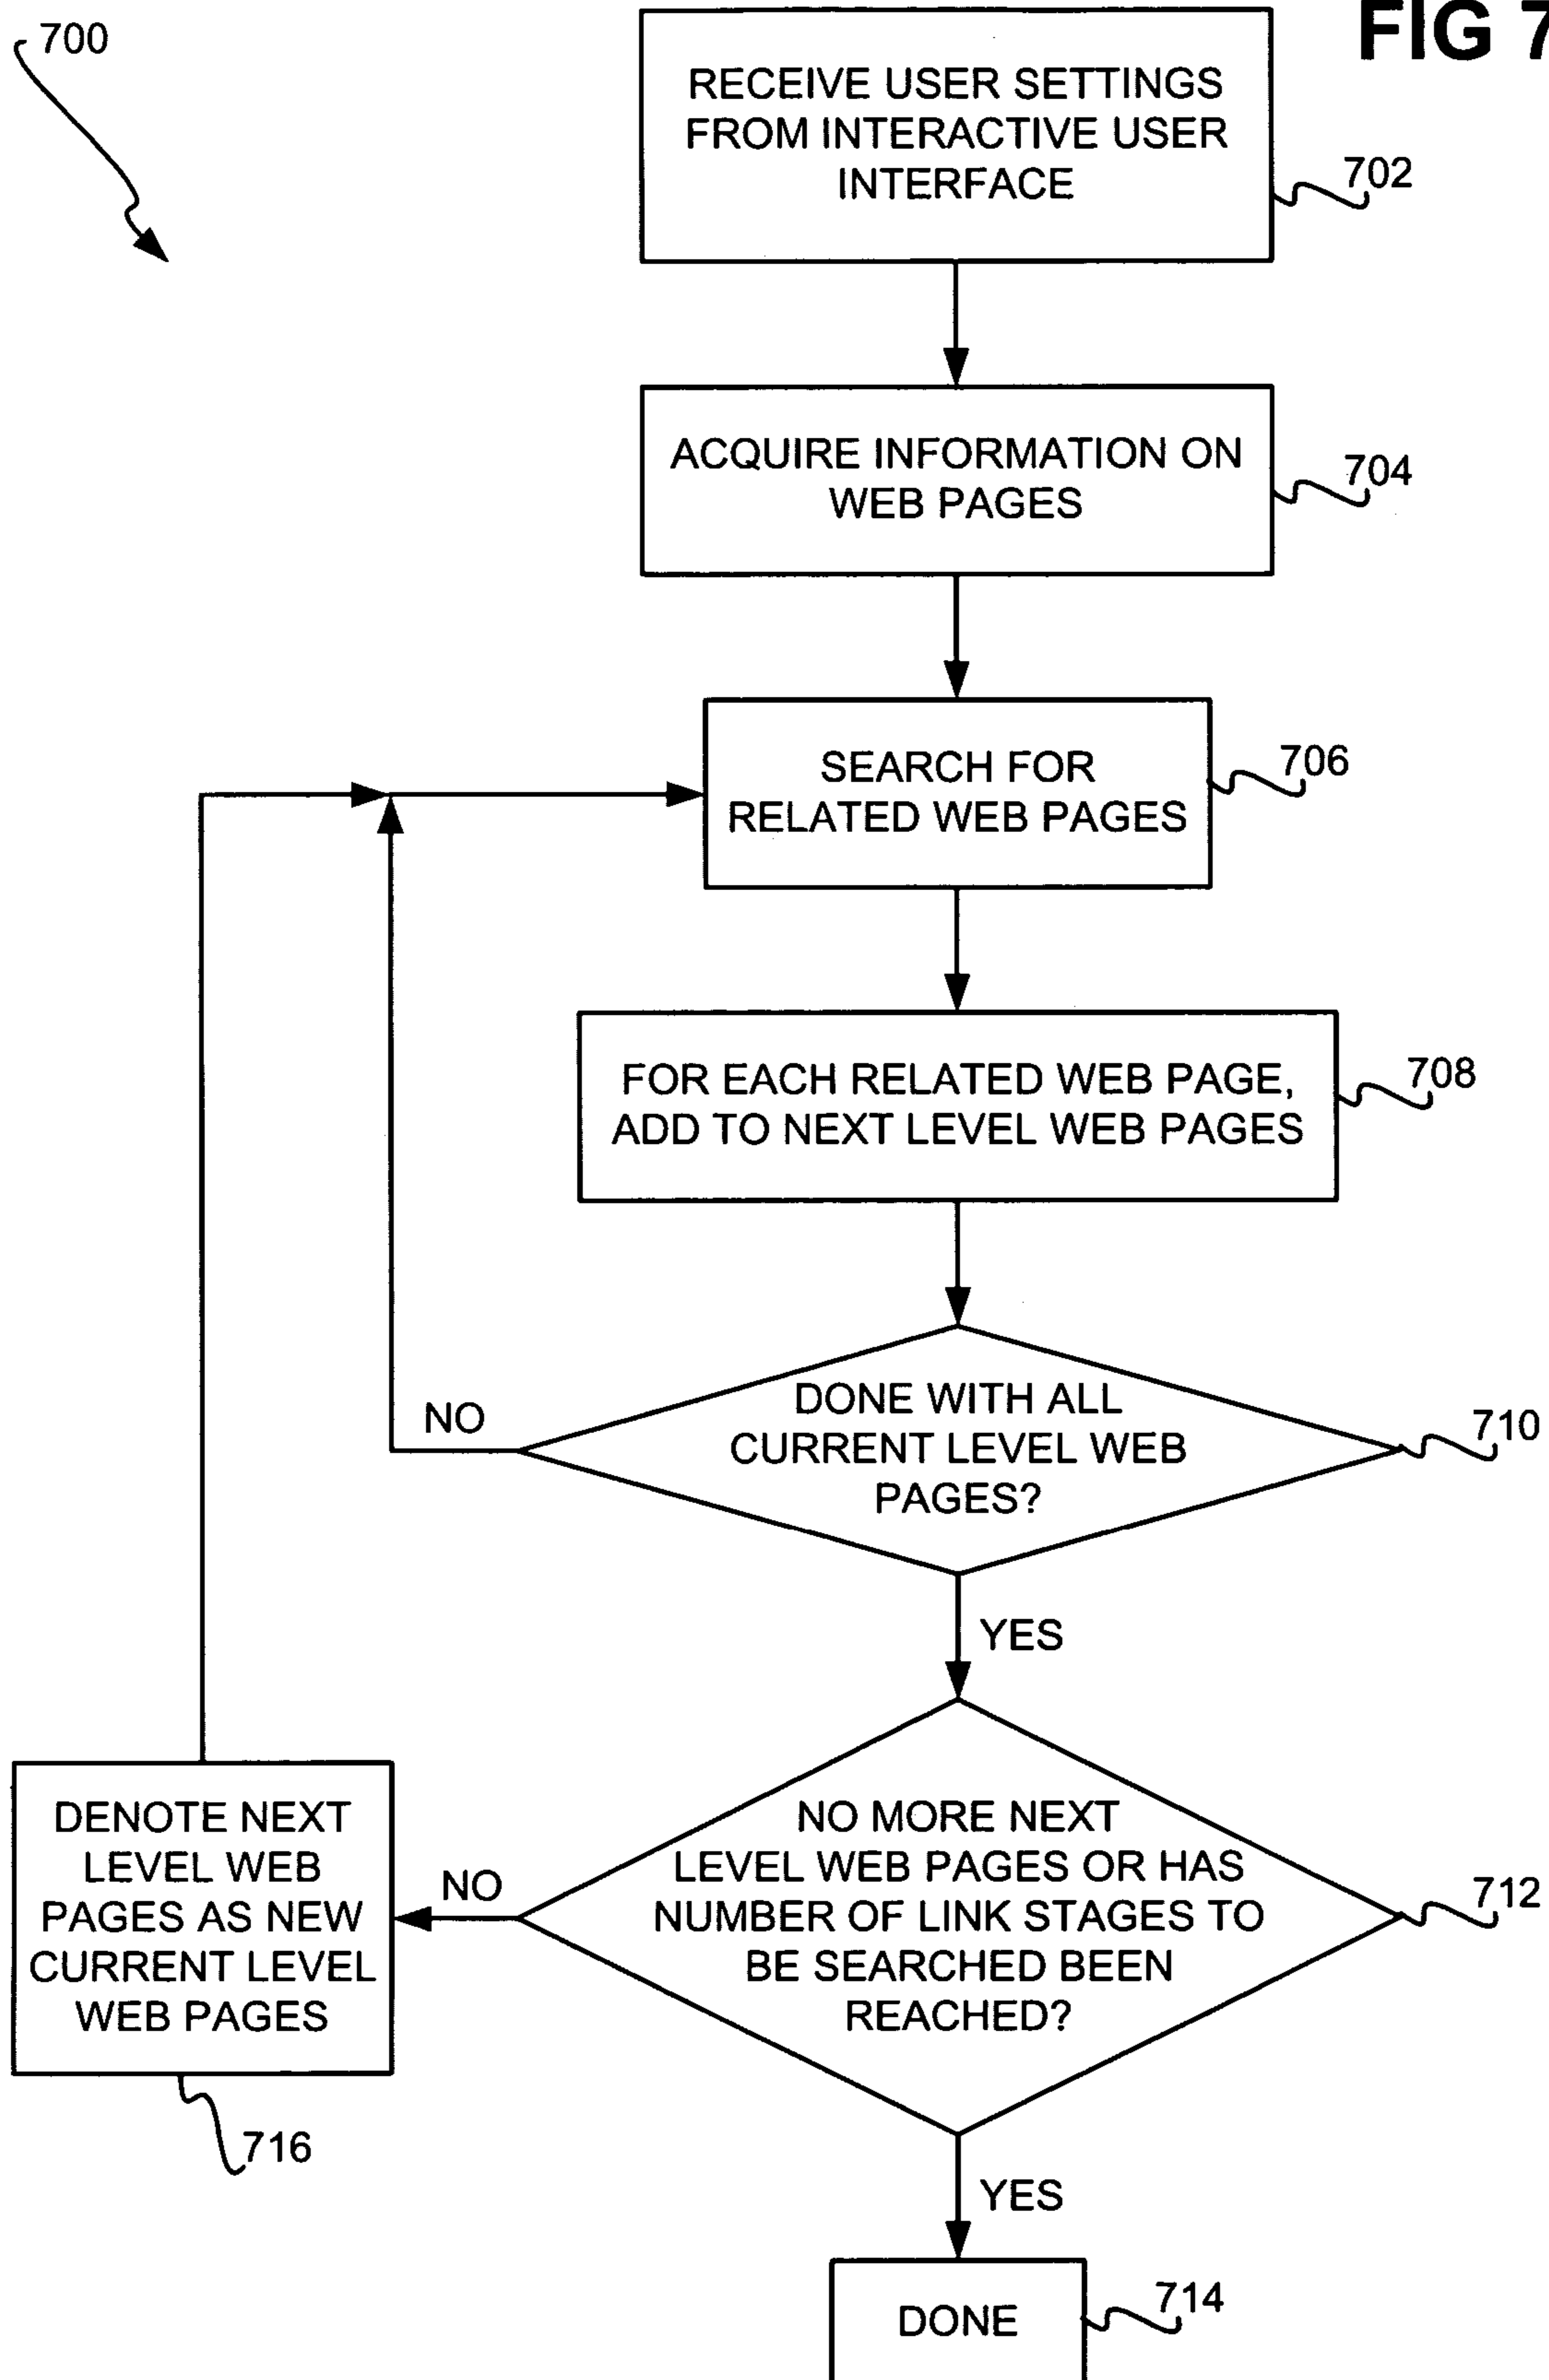 700
FIG 7
RECEIVE USER SETTINGS
FROM INTERACTIVE USER
INTERFACE
702
ACQUIRE INFORMATION ON
WEB PAGES
704
SEARCH FOR
RELATED WEB PAGES
706
FOR EACH RELATED WEB PAGE,
ADD TO NEXT LEVEL WEB PAGES
708
DONE WITH ALL
CURRENT LEVEL WEB
PAGES?
710
NO
YES
NO MORE NEXT
LEVEL WEB PAGES OR HAS
NUMBER OF LINK STAGES TO
BE SEARCHED BEEN
REACHED?
712
NO
DENOTE NEXT
LEVEL WEB
PAGES AS NEW
CURRENT LEVEL
WEB PAGES
716
YES
DONE
714